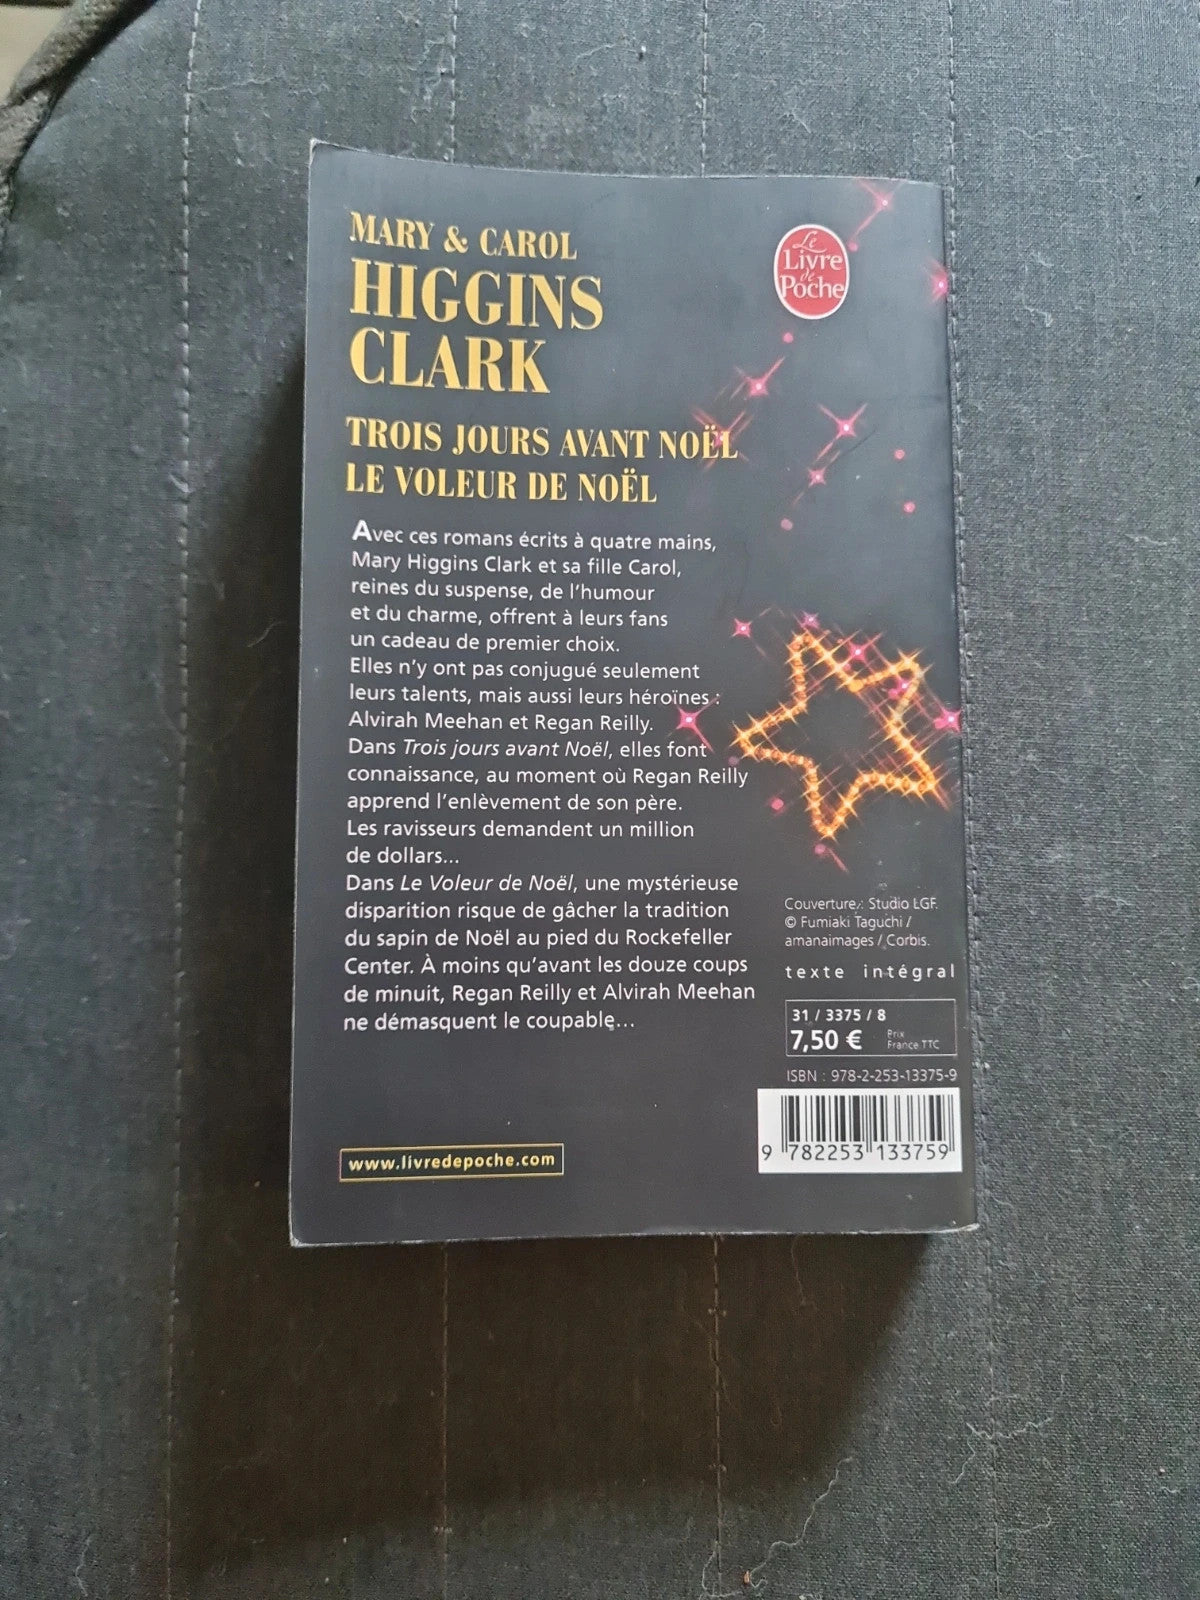 MARY & CAROL
HIGGINS
CLARK
Le
Livre
de
Poche
TROIS JOURS AVANT NOËL
LE VOLEUR DE NOËL
Avec ces romans écrits à quatre mains,
Mary Higgins Clark et sa fille Carol,
reines du suspense, de l'humour
et du charme, offrent à leurs fans
un cadeau de premier choix.
Elles n'y ont pas conjugué seulement
leurs talents, mais aussi leurs héroïnes :
Alvirah Meehan et Regan Reilly.
Dans Trois jours avant Noël, elles font
connaissance, au moment où Regan Reilly
apprend l'enlèvement de son père.
Les ravisseurs demandent un million
de dollars...
Dans Le Voleur de Noël, une mystérieuse
disparition risque de gâcher la tradition
du sapin de Noël au pied du Rockefeller
Center. À moins qu'avant les douze coups
de minuit, Regan Reilly et Alvirah Meehan
ne démasquent le coupable...
www.livredepoche.com
Couverture : Studio LGF.
© Fumiaki Taguchi /
amanaimages / Corbis.
texte intégral
31 / 3375 / 8
7,50 €
Prix
France TTC
ISBN : 978-2-253-13375-9
9 782253 133759